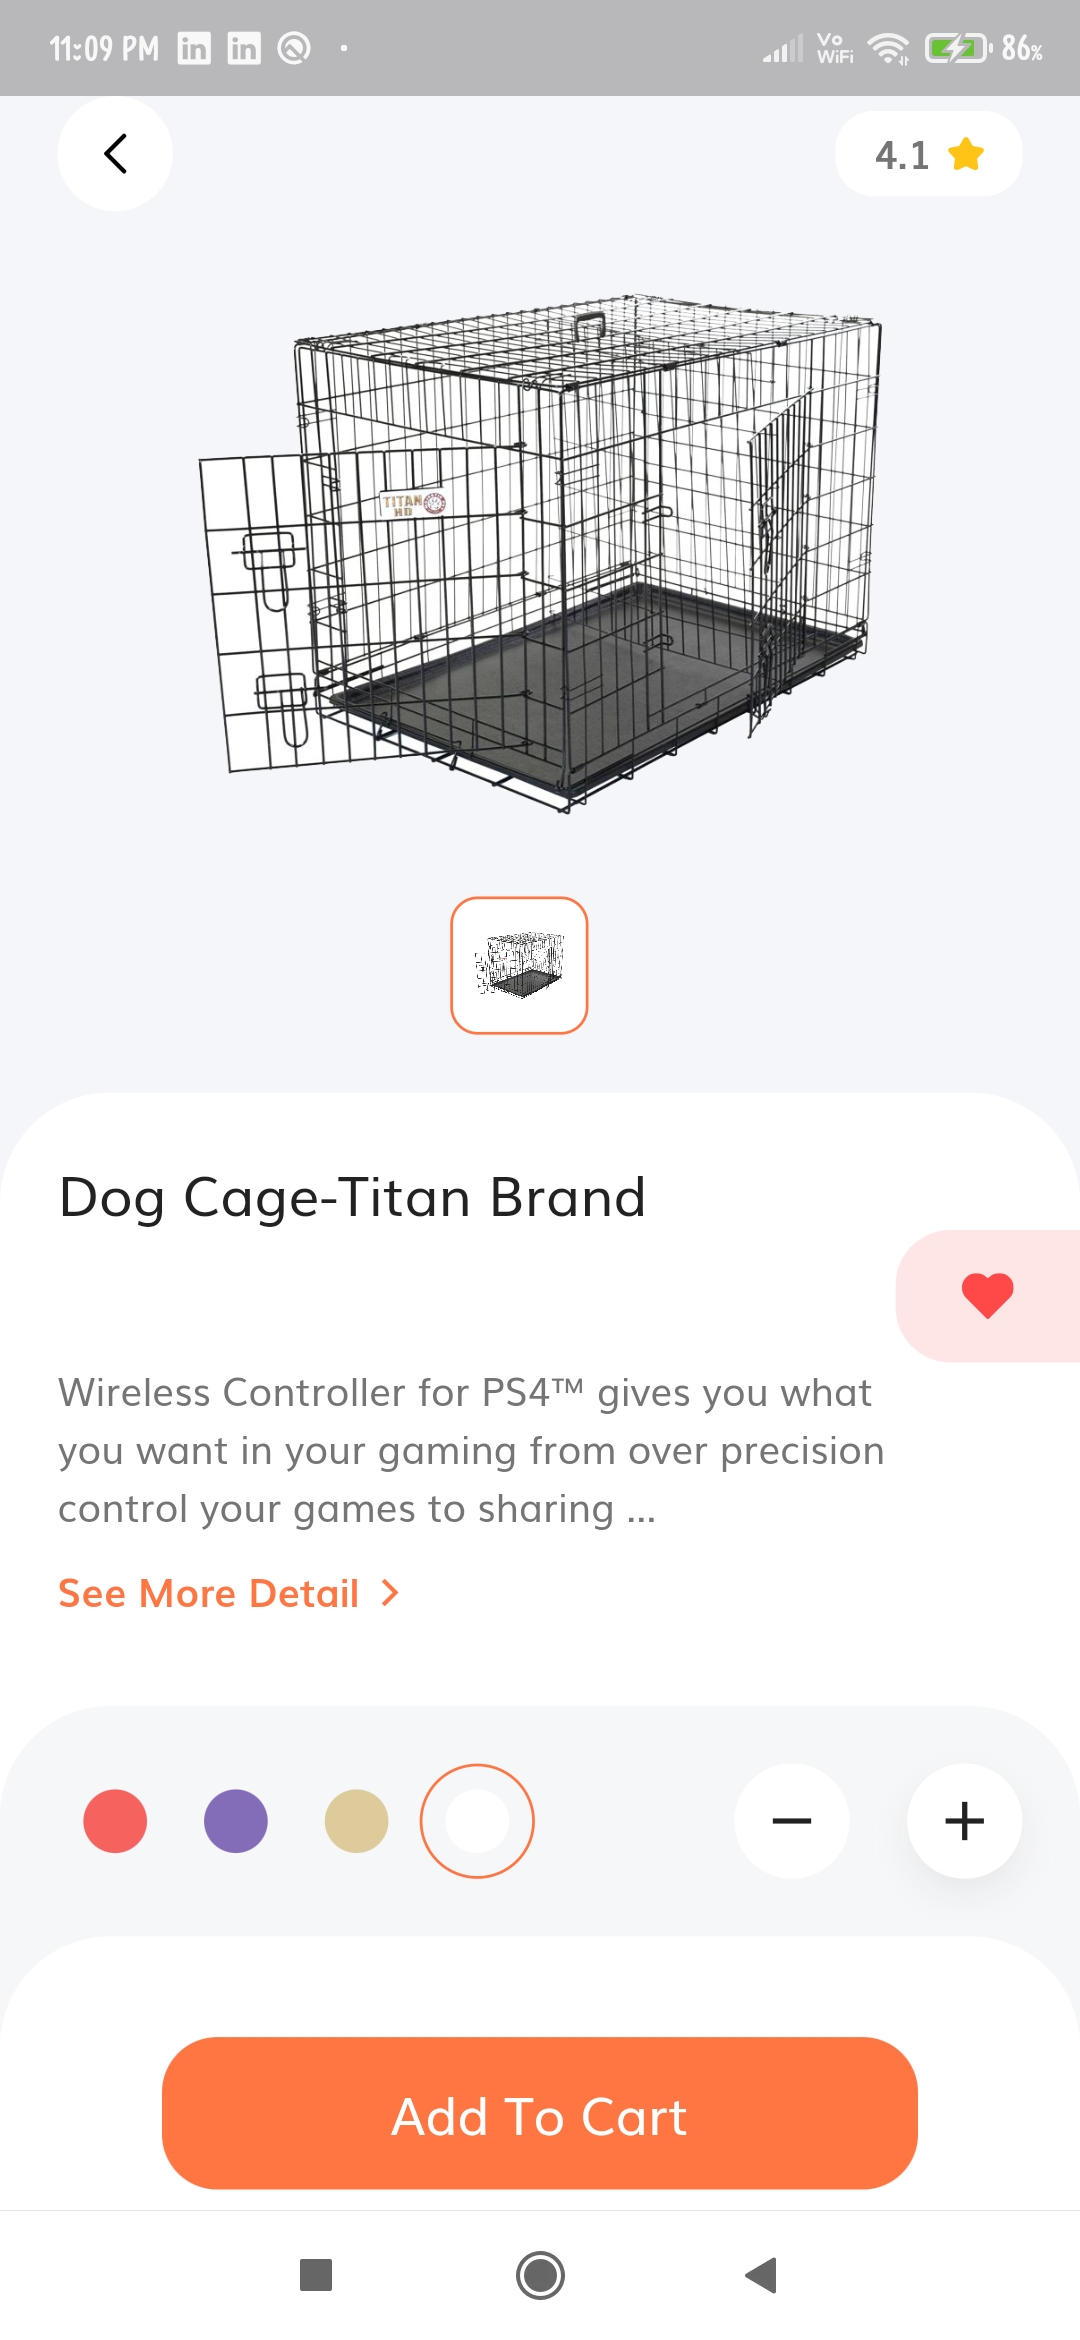 11:09 PM
Vo
WiFi
86%
4.1
TITAN
HD
Dog Cage-Titan Brand
Wireless Controller for PS4™ gives you what
you want in your gaming from over precision
control your games to sharing ...
See More Detail
Add To Cart